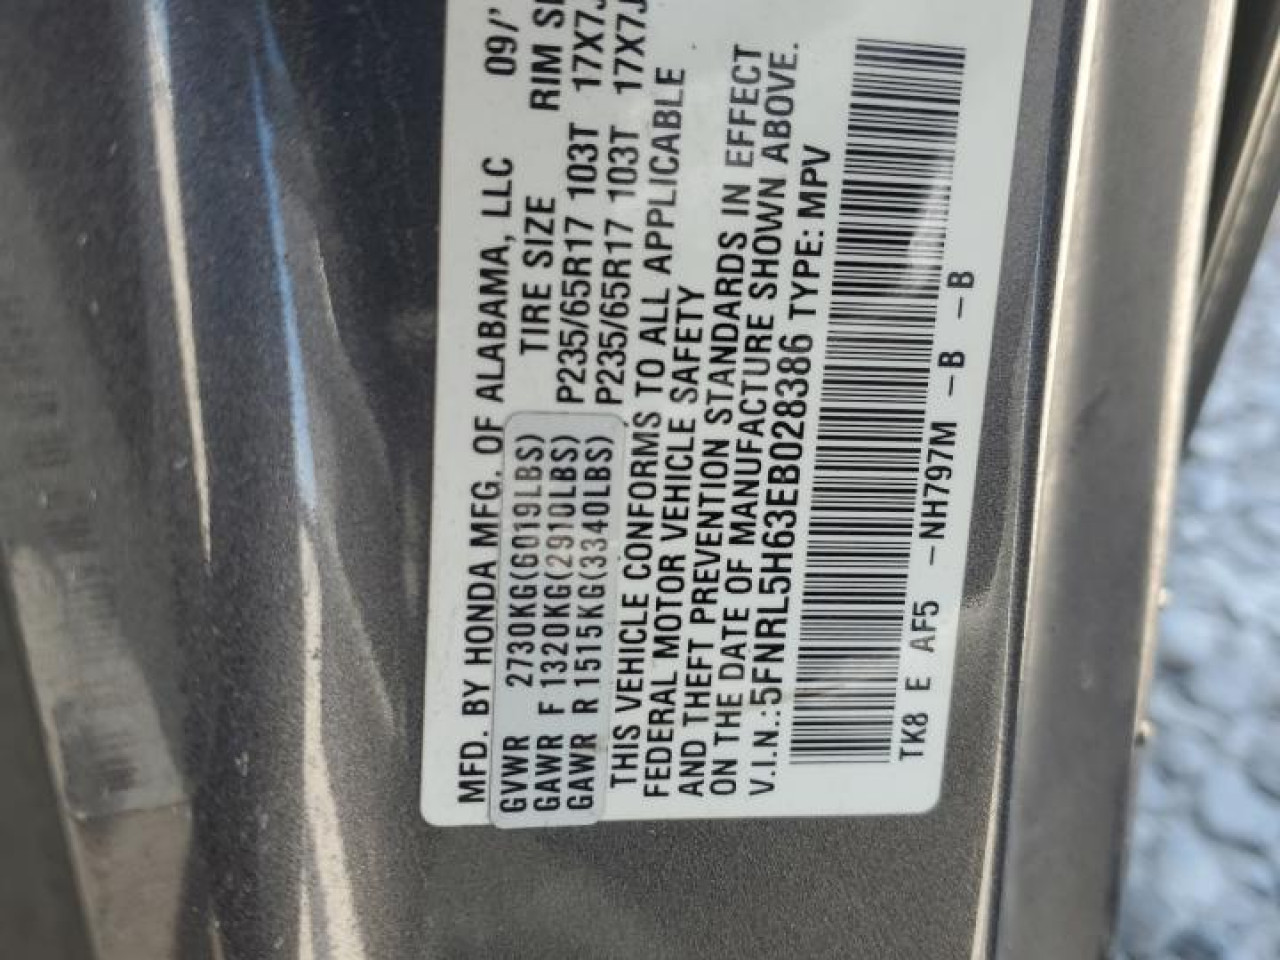 MFD. BY HONDA MFG. OF ALABAMA, LLC 09/
TIRE SIZE RIM
GVWR 2730KG(6019LBS)
GAWR F 1320KG(2910LBS) P235/65R17 103T 17X7J
GAWR R 1515KG(3340LBS) P235/65R17 103T 17X7J
THIS VEHICLE CONFORMS TO ALL APPLICABLE
FEDERAL MOTOR VEHICLE SAFETY
AND THEFT PREVENTION STANDARDS IN EFFECT
ON THE DATE OF MANUFACTURE SHOWN ABOVE.
V.I.N.: 5FNRL5H63EB028386 TYPE: MPV
TK8 E AF5 - NH797M - B - B